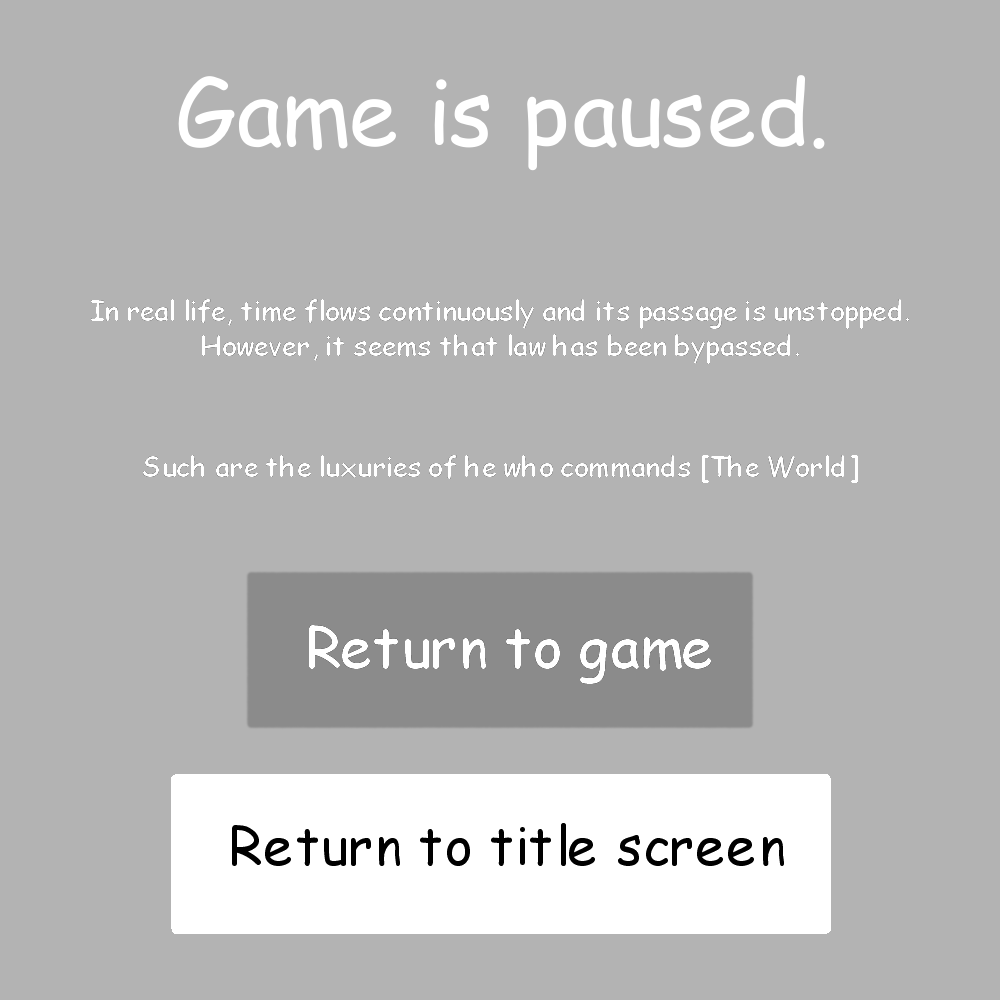 Game is paused.
In real life, time flows continuously and its passage is unstopped.
However, it seems that law has been bypassed.
Such are the luxuries of he who commands [The World]
Return to game
Return to title screen